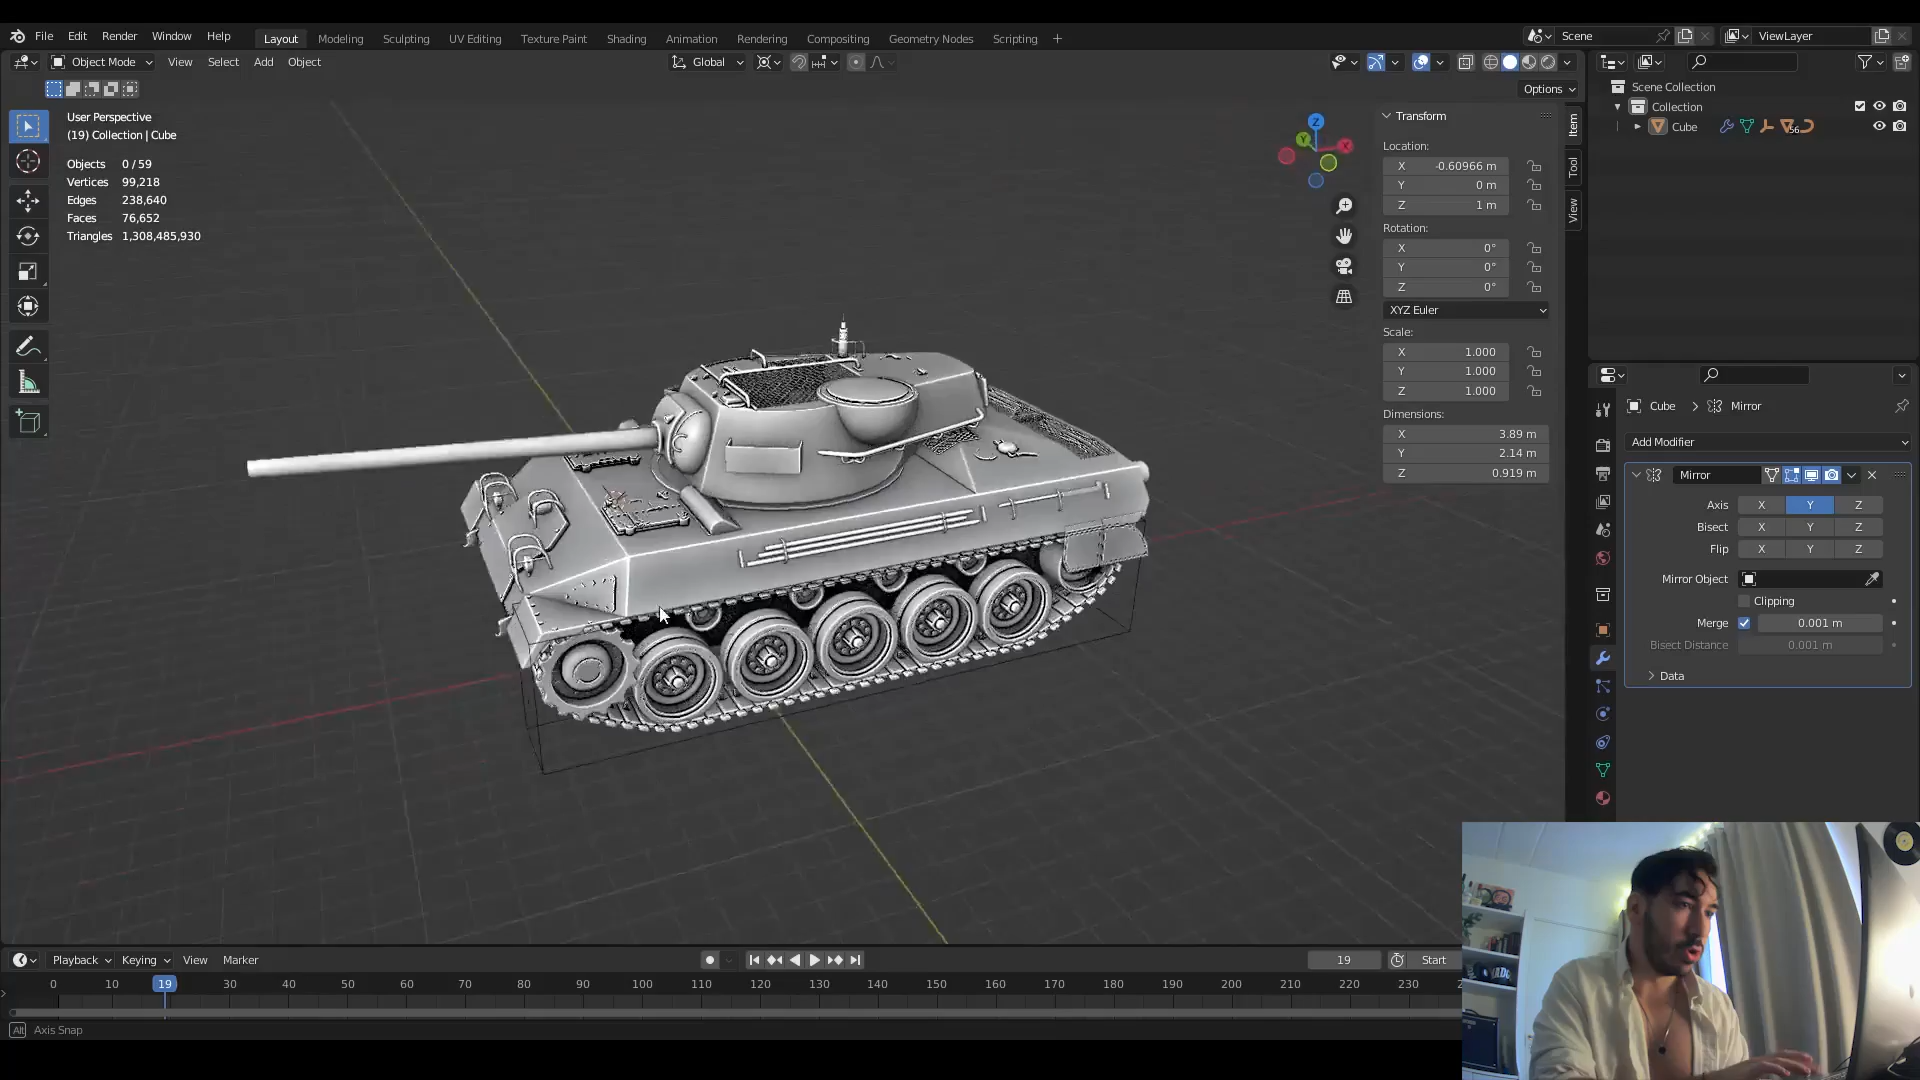 File Edit Render Window Help Layout Modeling Sculpting UV Editing Texture Paint Shading Animation Rendering Compositing Geometry Nodes Scripting + Scene ViewLayer
Object Mode View Select Add Object Global
Options
User Perspective
(19) Collection | Cube
Objects 0 / 59
Vertices 99,218
Edges 238,640
Faces 76,652
Triangles 1,308,485,930
Z
Y
X
Transform
Location:
X -0.60966 m
Y 0 m
Z 1 m
Rotation:
X 0°
Y 0°
Z 0°
XYZ Euler
Scale:
X 1.000
Y 1.000
Z 1.000
Dimensions:
X 3.89 m
Y 2.14 m
Z 0.919 m
Item
Tool
View
Scene Collection
Collection
Cube 56
Cube > Mirror
Add Modifier
Mirror
Axis X Y Z
Bisect X Y Z
Flip X Y Z
Mirror Object
Clipping
Merge 0.001 m
Bisect Distance 0.001 m
Data
Playback Keying View Marker 19 Start
0 10 19 30 40 50 60 70 80 90 100 110 120 130 140 150 160 170 180 190 200 210 220 230
Alt Axis Snap